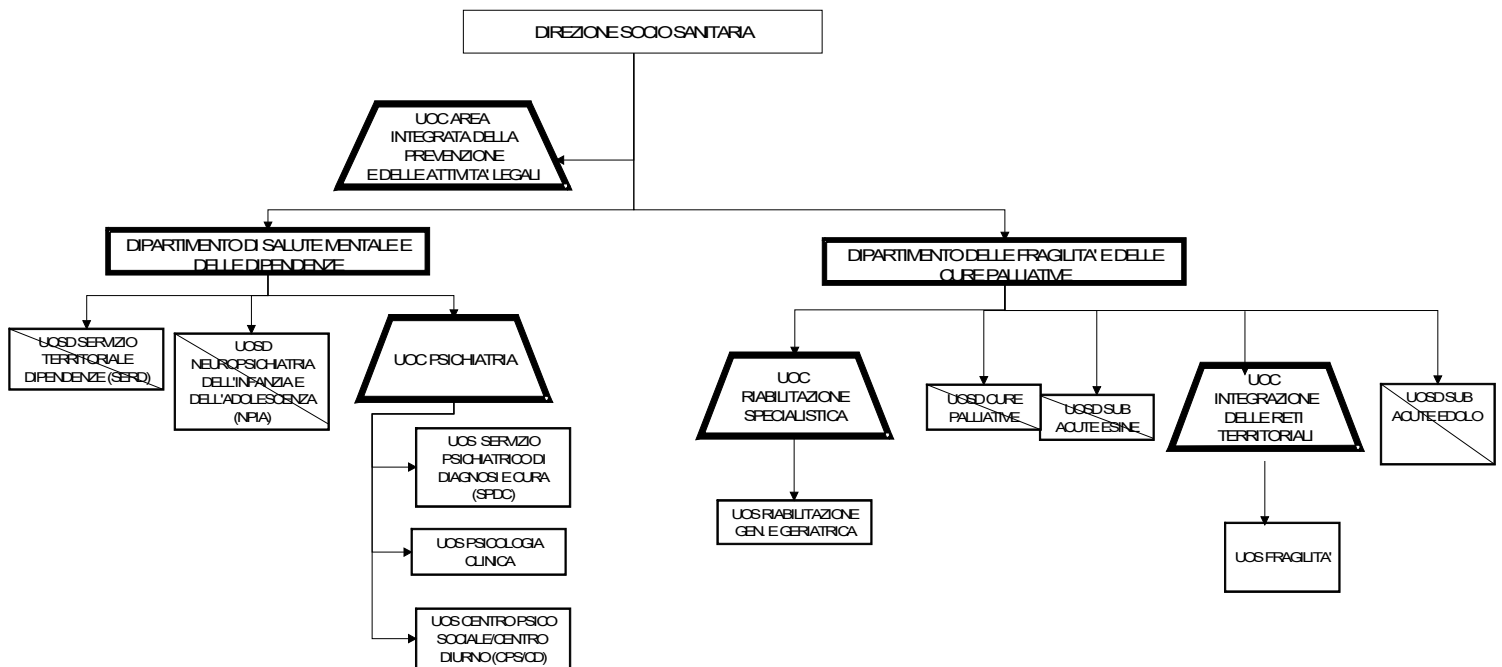 DIREZIONE SOCIO SANITARIA
UOC AREA
INTEGRATA DELLA
PREVENZIONE
E DELLE ATTIVITA' LEGALI
DIPARTIMENTO DI SALUTE MENTALE E
DELLE DIPENDENZE
DIPARTIMENTO DELLE FRAGILITA' E DELLE
CURE PALLIATIVE
UOSD SERVIZIO
TERRITORIALE
DIPENDENZE (SERD)
UOSD
NEUROPSICHIATRIA
DELL'INFANZIA E
DELL'ADOLESCENZA
(NPIA)
UOC PSICHIATRIA
UOS SERVIZIO
PSICHIATRICO DI
DIAGNOSI E CURA
(SPDC)
UOS PSICOLOGIA
CLINICA
UOS CENTRO PSICO
SOCIALE/CENTRO
DIURNO (CPS/CD)
UOC
RIABILITAZIONE
SPECIALISTICA
UOS RIABILITAZIONE
GEN. E GERIATRICA
UOSD CURE
PALLIATIVE
UOSD SUB
ACUTE ESINE
UOC
INTEGRAZIONE
DELLE RETI
TERRITORIALI
UOS FRAGILITA'
UOSD SUB
ACUTE EDOLO